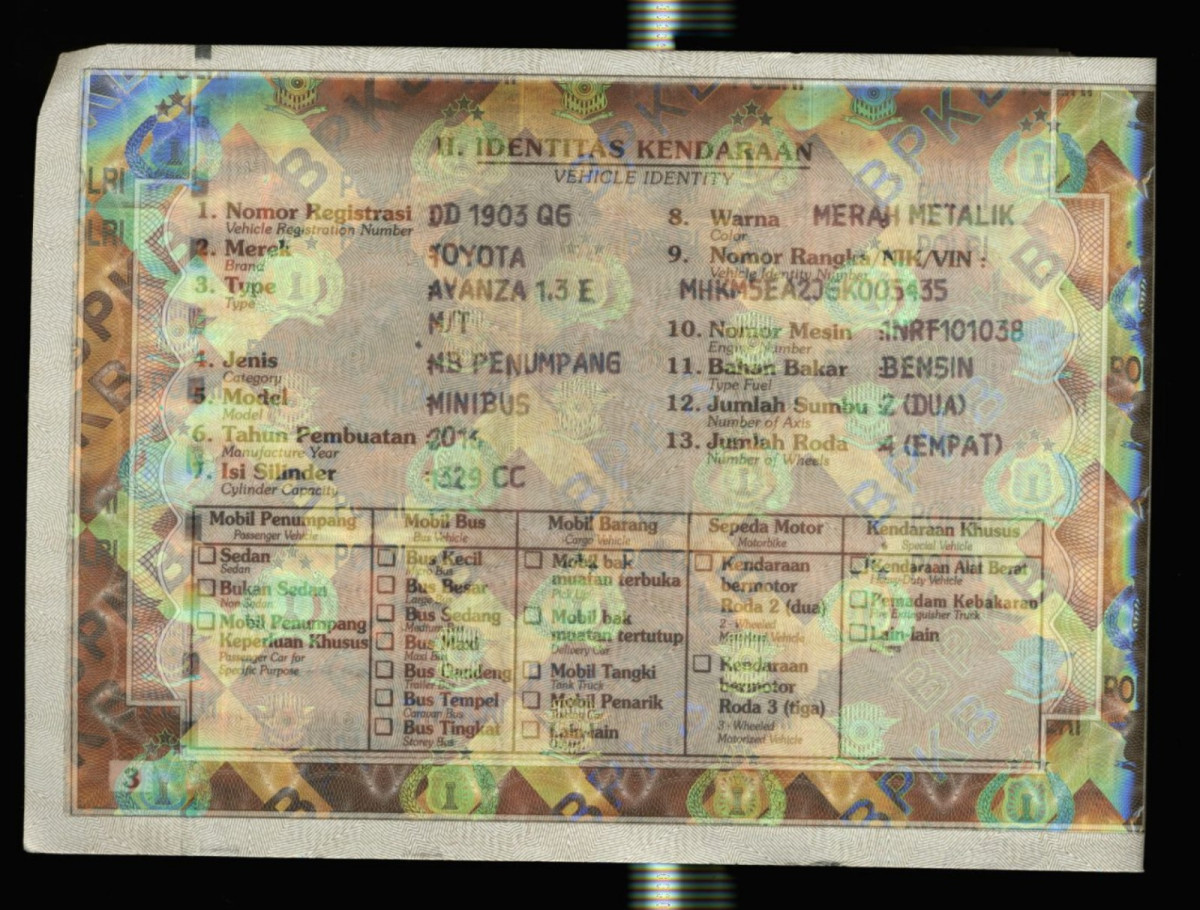 II. IDENTITAS KENDARAAN
VEHICLE IDENTITY
1. Nomor Registrasi DD 1903 QG
Vehicle Registration Number
2. Merek : TOYOTA
Brand
3. Type AVANZA 1.3 E
Type
M/T
4. Jenis : MB PENUMPANG
Category
5. Model : MINIBUS
Model
6. Tahun Pembuatan
Manufacture Year
7. Isi Silinder 1329 CC
Cylinder Capacity
8. Warna MERAH METALIK
Color
9. Nomor Rangka/NIK/VIN :
Vehicle Identity Number
10. Nomor Mesin
Engine Number
11. Bahan Bakar : BENSIN
Type Fuel
12. Jumlah Sumbu : 2 (DUA)
Number of Axis
13. Jumlah Roda 4 (EMPAT)
Number of Wheels
Mobil Penumpang
Passenger Vehicle
Sedan
Sedan
Bukan Sedan
Non Sedan
Mobil Penumpang
Keperluan Khusus
Passenger Car for
Specific Purpose
Mobil Bus
Bus Vehicle
Bus Kecil
Micro Bus
Bus Besar
Large Bus
Bus Sedang
Medium Bus
Bus Maxi
Maxi Bus
Bus Gandeng
Trailer Bus
Bus Tempel
Caravan Bus
Bus Tingkat
Storey Bus
Mobil Barang
Cargo Vehicle
Mobil bak
muatan terbuka
Pick Up
Mobil bak
muatan tertutup
Delivery Car
Mobil Tangki
Tank Truck
Mobil Penarik
Lain-lain
Sepeda Motor
Motorbike
Kendaraan
bermotor
Roda 2 (dua)
2 - Wheeled
Motorized Vehicle
Kendaraan
bermotor
Roda 3 (tiga)
3 - Wheeled
Motorized Vehicle
Kendaraan Khusus
Special Vehicle
Kendaraan Alat Berat
Heavy-Duty Vehicle
Pemadam Kebakaran
Fire Extinguisher Truck
Lain-lain
3